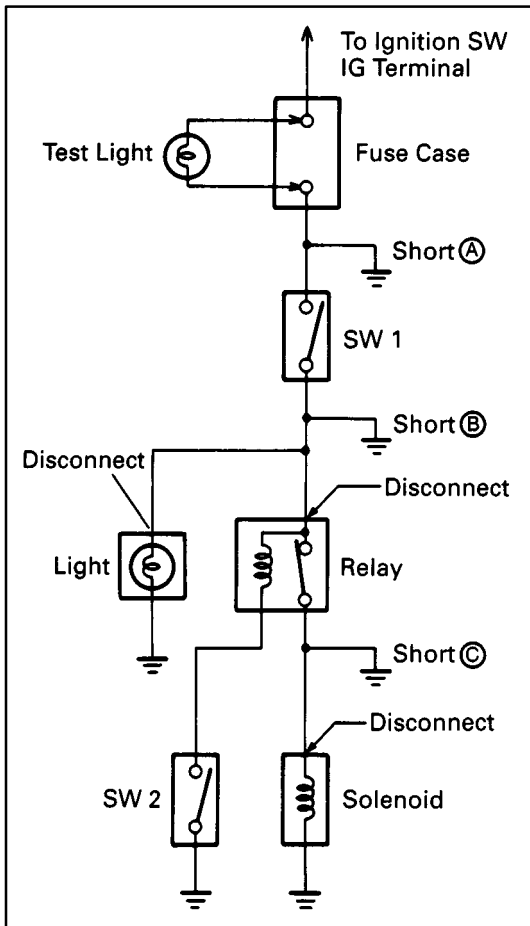 To Ignition SW
IG Terminal
Test Light
Fuse Case
Short Ⓐ
SW 1
Short Ⓑ
Disconnect
Disconnect
Light
Relay
Short Ⓒ
Disconnect
SW 2
Solenoid